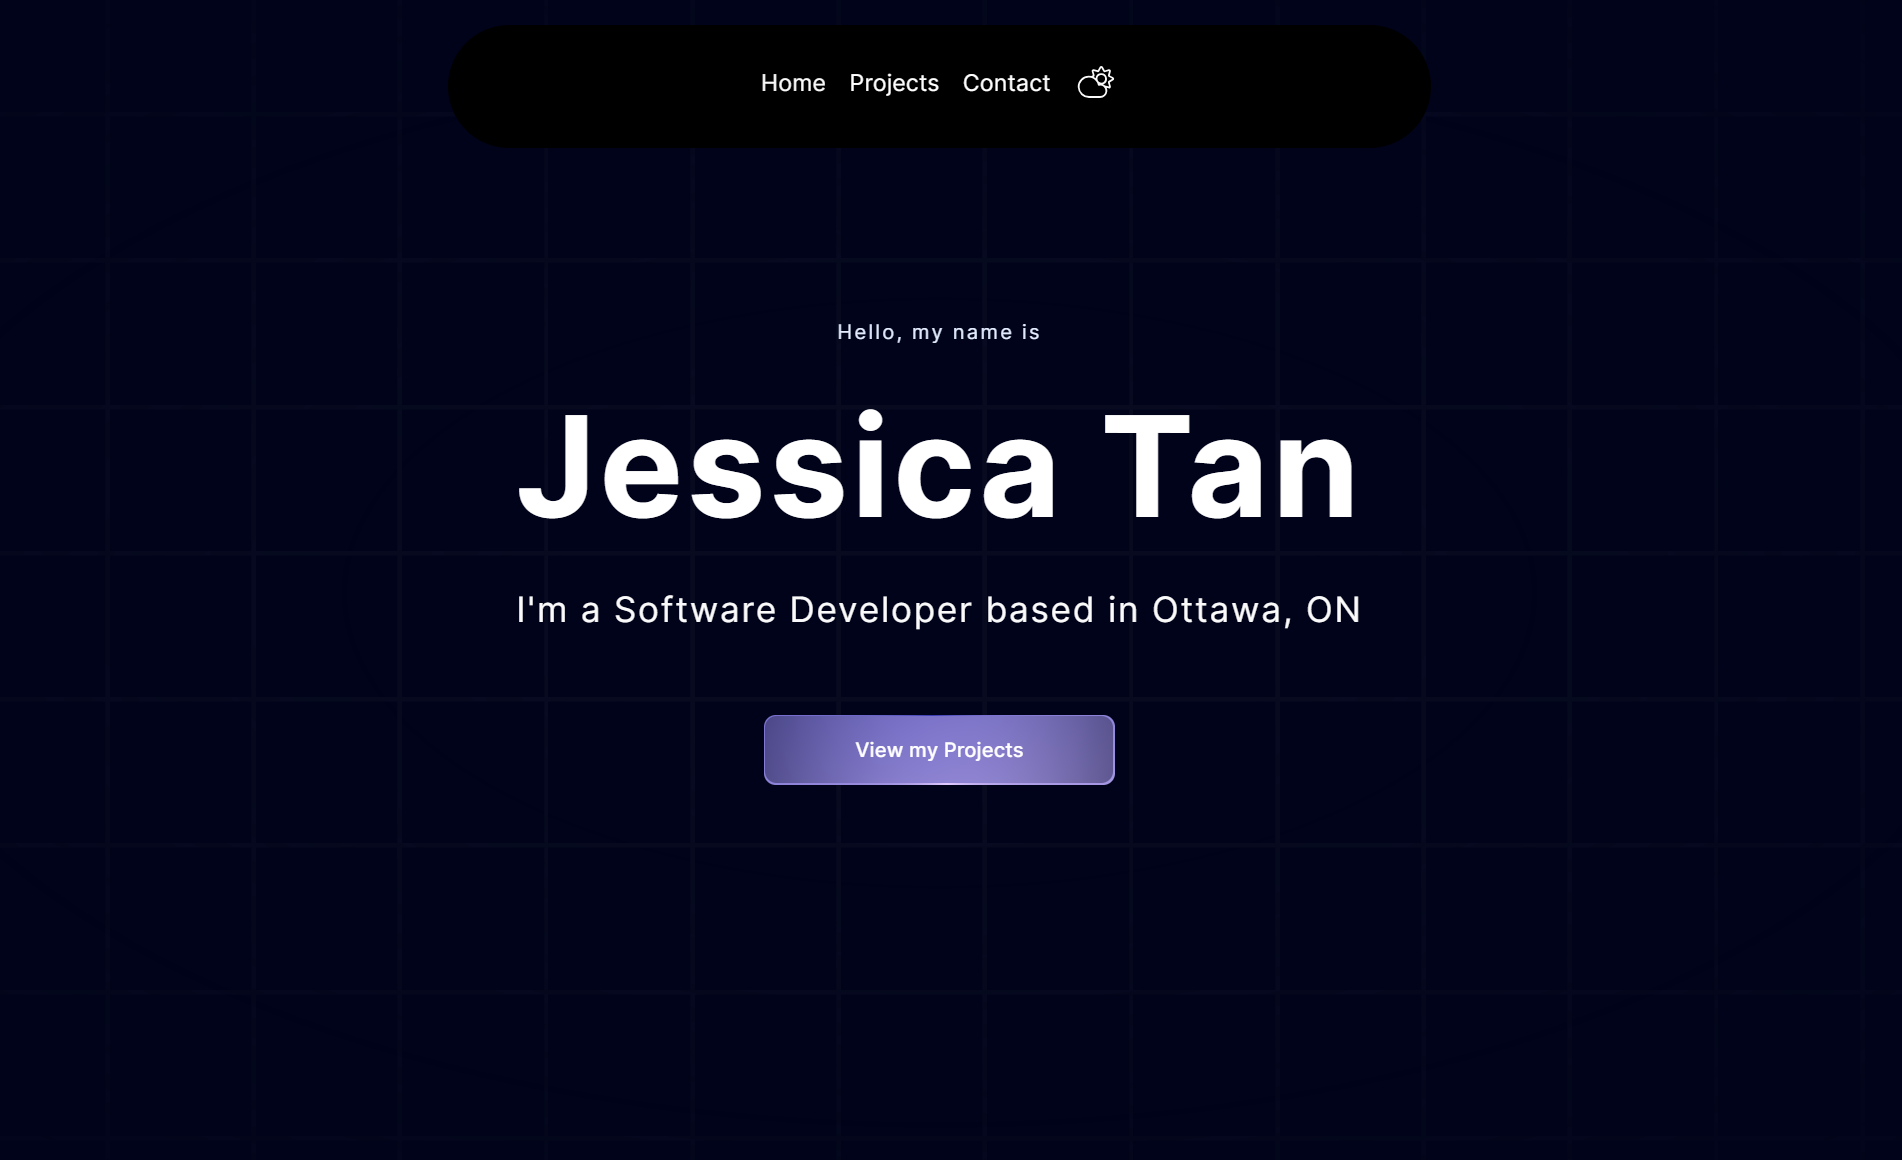 Home Projects Contact
Hello, my name is
Jessica Tan
I'm a Software Developer based in Ottawa, ON
View my Projects